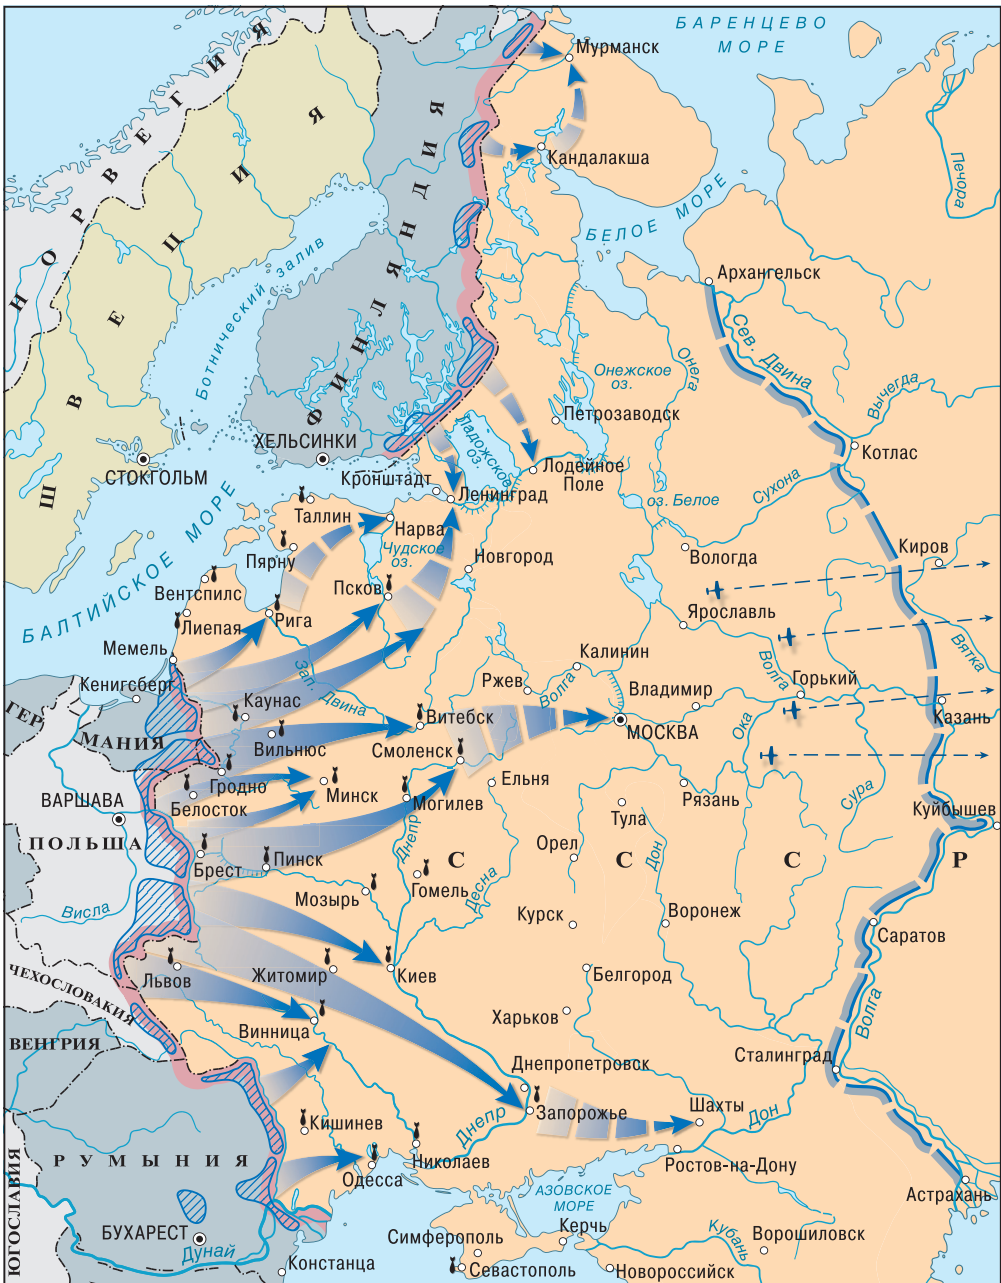 БАРЕНЦЕВО
МОРЕ
НОРВЕГИЯ
ШВЕЦИЯ
ФИНЛЯНДИЯ
Мурманск
Кандалакша
Печора
БЕЛОЕ МОРЕ
Архангельск
Ботнический залив
Сев. Двина
Онега
Онежское
оз.
Вычегда
Петрозаводск
ХЕЛЬСИНКИ
Ладожское
оз.
Котлас
СТОКГОЛЬМ
Кронштадт
Лодейное
Поле
Ленинград
оз. Белое
Сухона
БАЛТИЙСКОЕ МОРЕ
Таллин
Нарва
Чудское
оз.
Новгород
Вологда
Киров
Пярну
Вентспилс
Псков
Ярославль
Лиепая
Рига
Вятка
Мемель
Зап. Двина
Калинин
Волга
Волга
Горький
Кенигсберг
Ржев
Владимир
Казань
ГЕРМАНИЯ
Каунас
Витебск
МОСКВА
Ока
Вильнюс
Смоленск
Гродно
Ельня
Рязань
Сура
Белосток
Минск
Могилев
ВАРШАВА
Тула
Куйбышев
ПОЛЬША
Днепр
Орел
Дон
Брест
Пинск
С С С Р
Мозырь
Гомель
Десна
Висла
Курск
Воронеж
Саратов
Львов
Житомир
Киев
Белгород
ЧЕХОСЛОВАКИЯ
Волга
Винница
Харьков
ВЕНГРИЯ
Сталинград
Днепропетровск
Запорожье
Шахты
Дон
Кишинев
Днепр
РУМЫНИЯ
Николаев
Одесса
Ростов-на-Дону
ЮГОСЛАВИЯ
АЗОВСКОЕ
МОРЕ
Астрахань
БУХАРЕСТ
Дунай
Симферополь
Керчь
Кубань
Ворошиловск
Констанца
Севастополь
Новороссийск